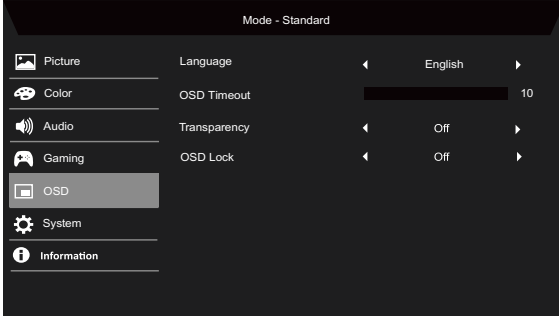 Mode - Standard
Picture
Color
Audio
Gaming
OSD
System
Information
Language English
OSD Timeout 10
Transparency Off
OSD Lock Off